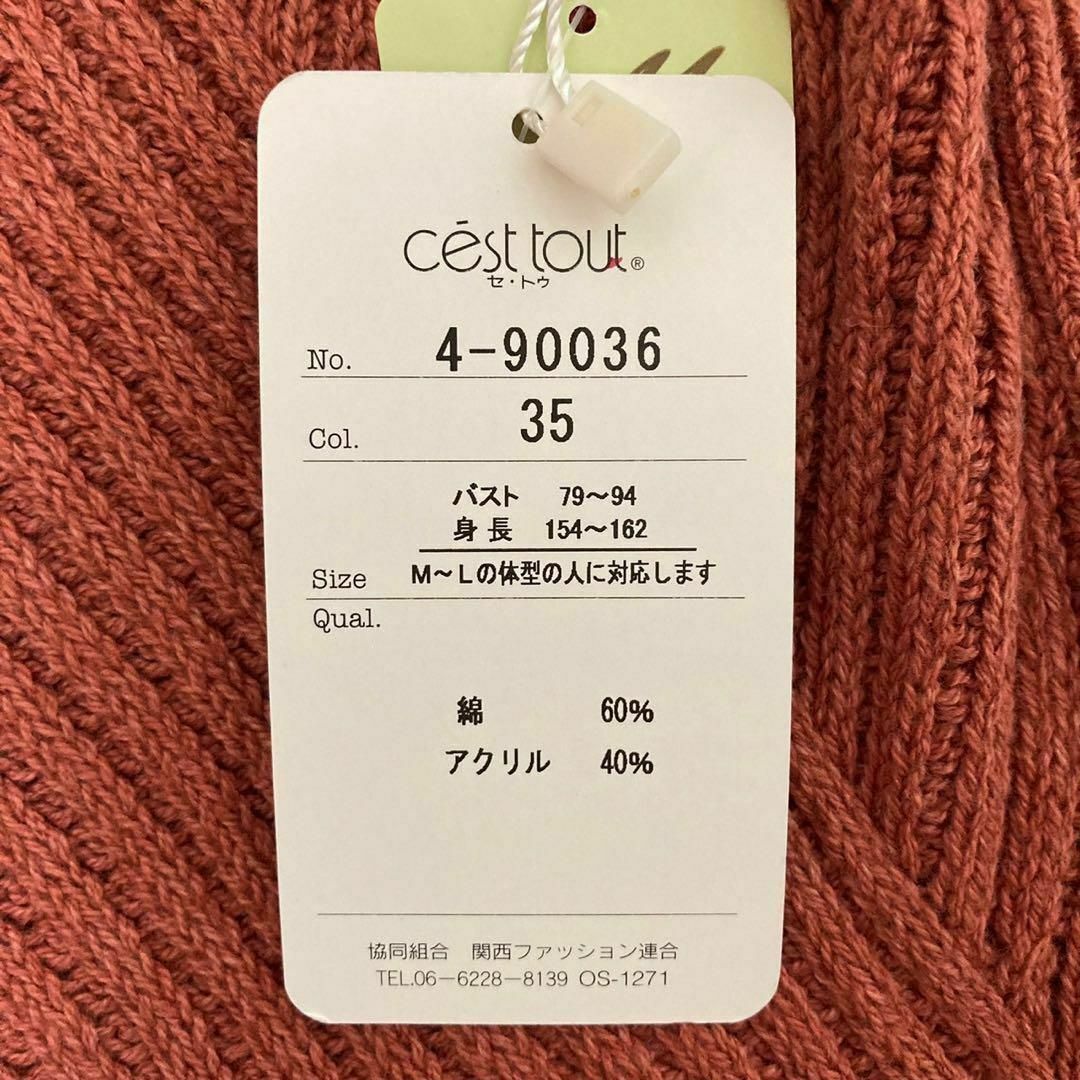 cēst tout®
セ・トゥ
No. 4-90036
Col. 35
バスト 79～94
身長 154～162
Size M～Lの体型の人に対応します
Qual.
綿 60%
アクリル 40%
協同組合 関西ファッション連合
TEL.06-6228-8139 OS-1271